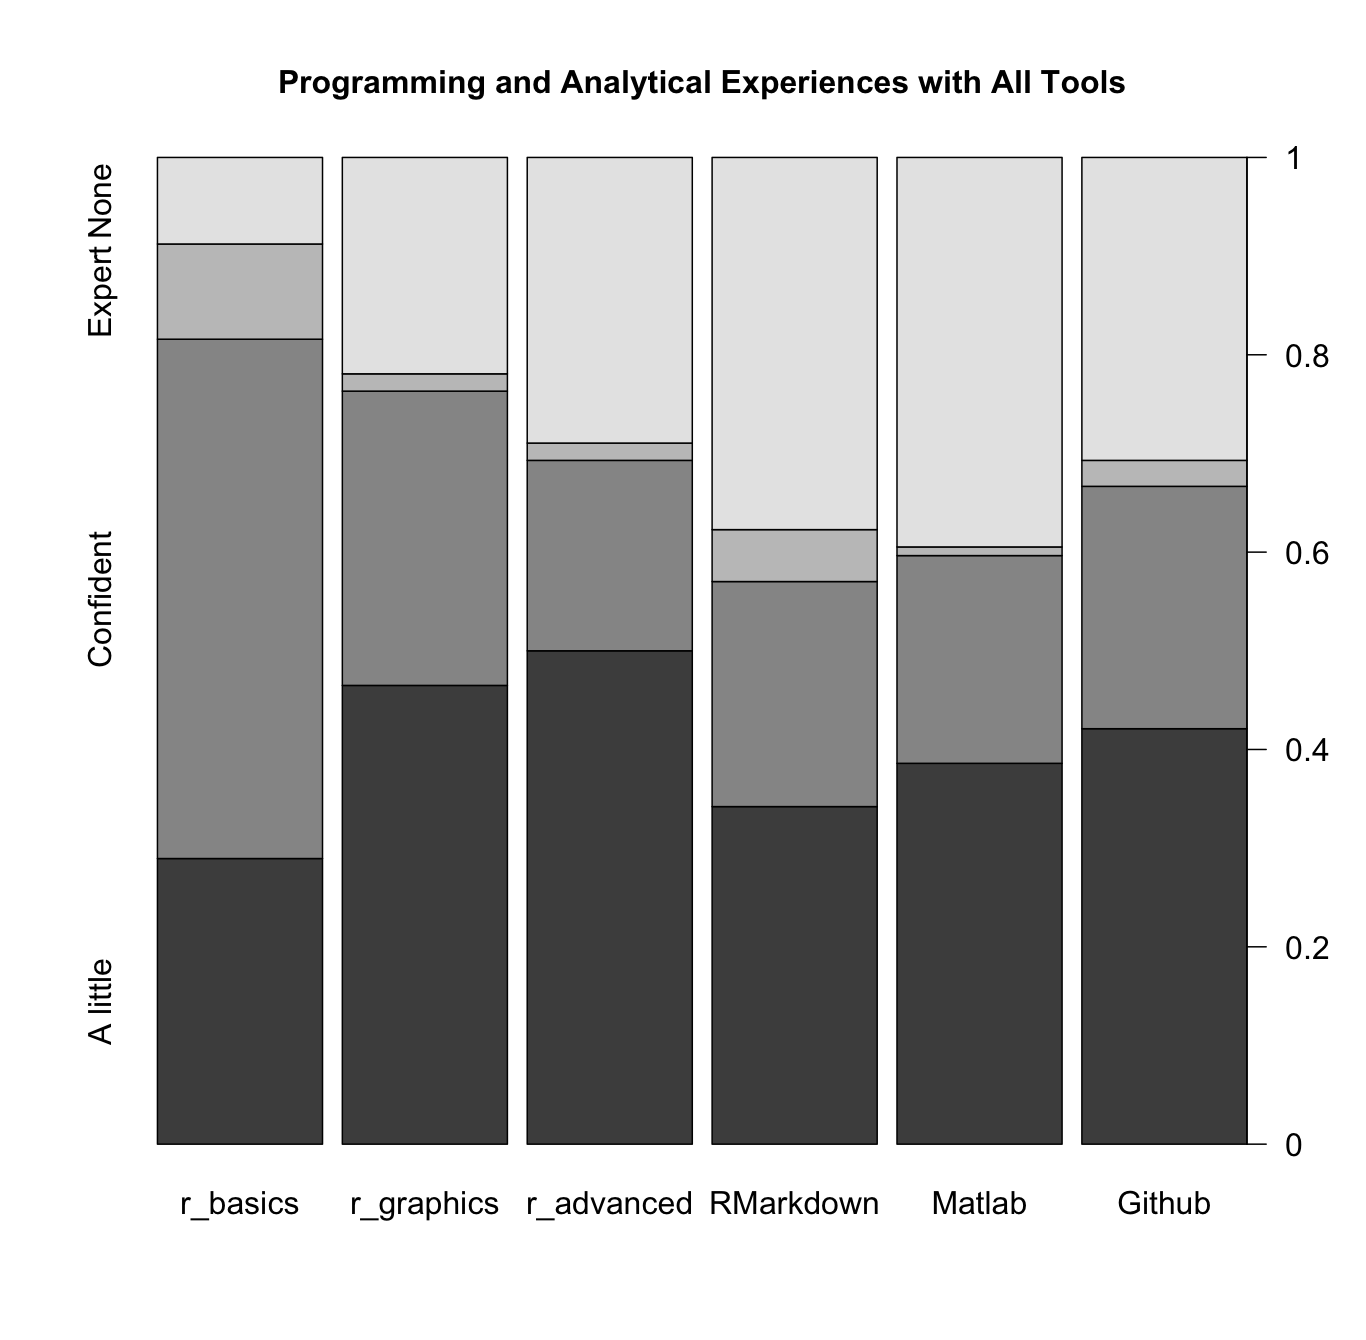 Programming and Analytical Experiences with All Tools
Expert None
Confident
A little
1
0.8
0.6
0.4
0.2
0
r_basics r_graphics r_advanced RMarkdown Matlab Github